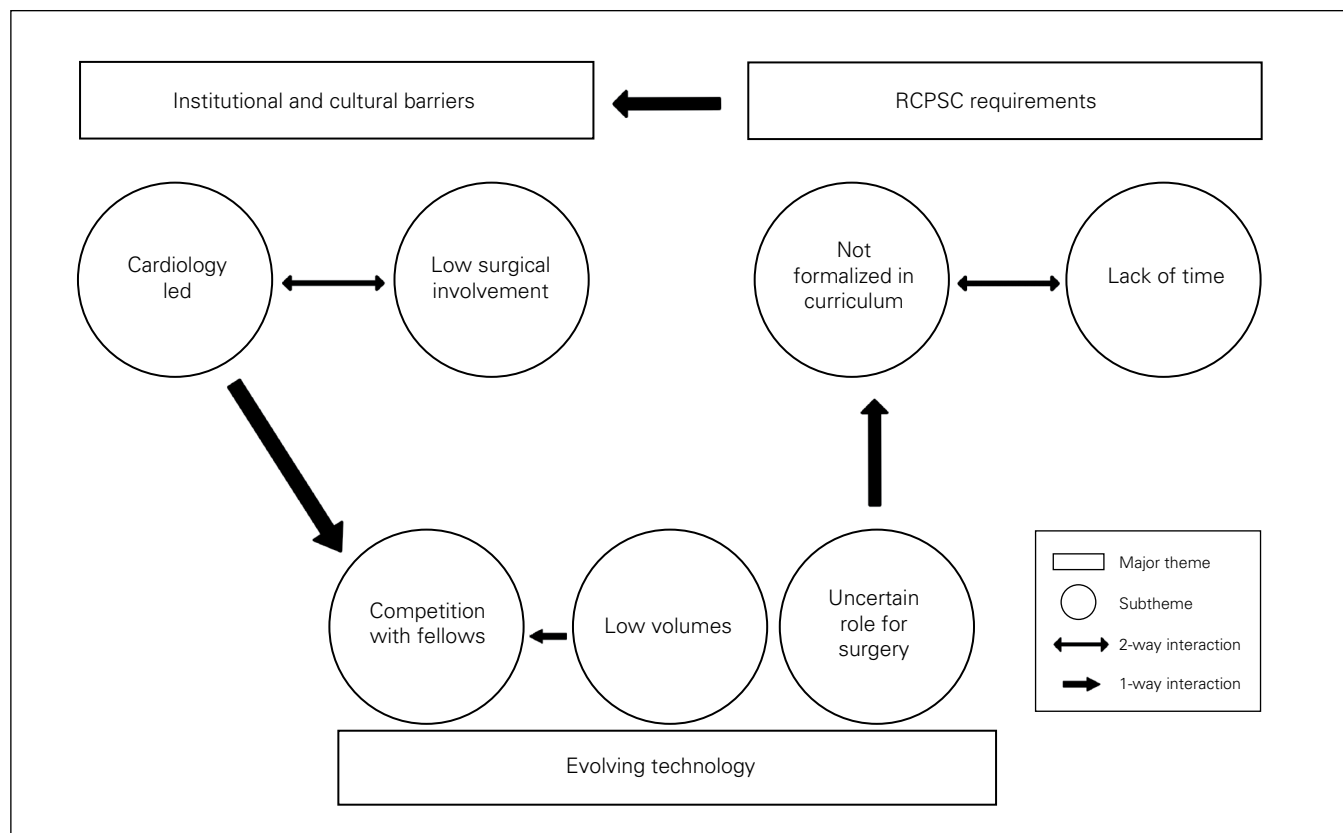 Institutional and cultural barriers
RCPSC requirements
Cardiology
led
Low surgical
involvement
Not
formalized in
curriculum
Lack of time
Competition
with fellows
Low volumes
Uncertain
role for
surgery
Evolving technology
Major theme
Subtheme
2-way interaction
1-way interaction